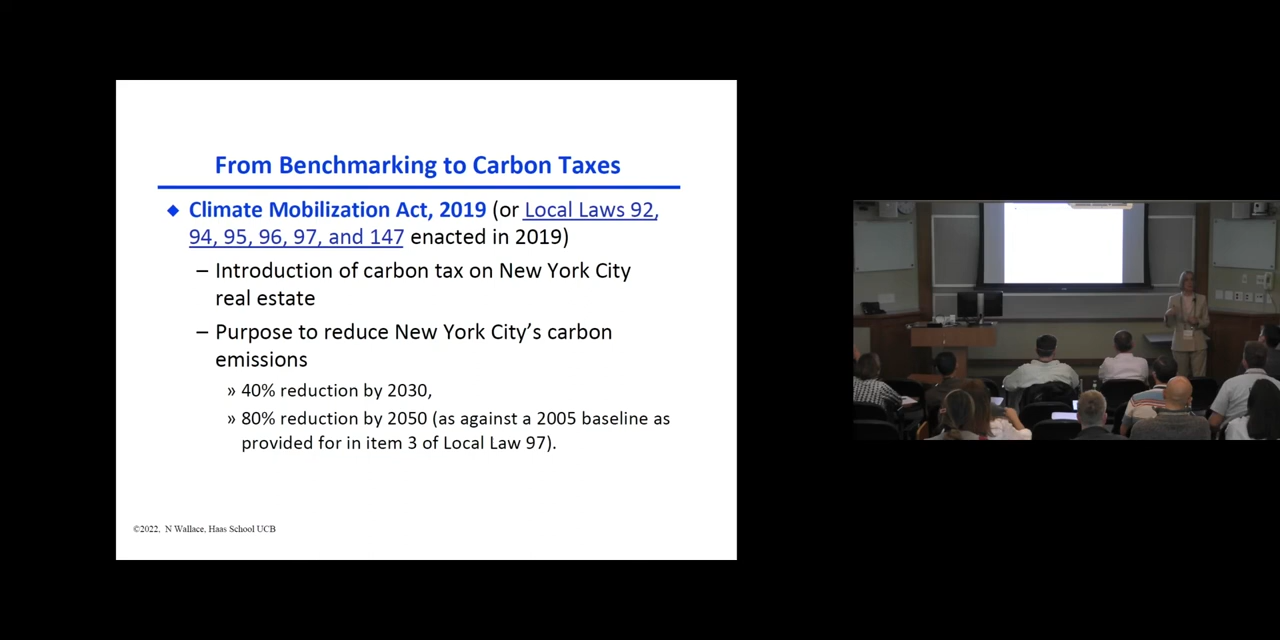 From Benchmarking to Carbon Taxes
◆ Climate Mobilization Act, 2019 (or Local Laws 92,
94, 95, 96, 97, and 147 enacted in 2019)
– Introduction of carbon tax on New York City
real estate
– Purpose to reduce New York City’s carbon
emissions
» 40% reduction by 2030,
» 80% reduction by 2050 (as against a 2005 baseline as
provided for in item 3 of Local Law 97).
©2022, N Wallace, Haas School UCB